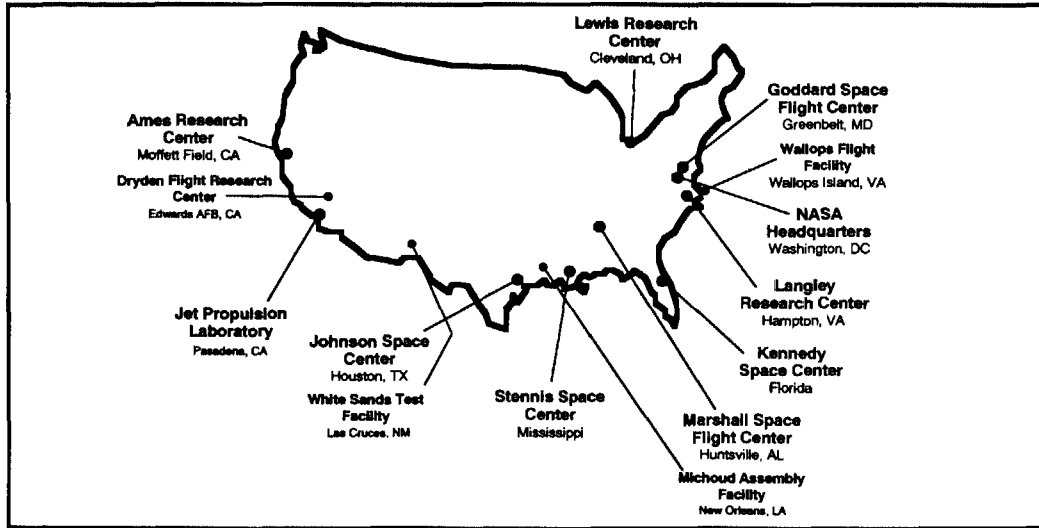 Lewis Research
Center
Cleveland, OH
Goddard Space
Flight Center
Greenbelt, MD
Ames Research
Center
Moffett Field, CA
Wallops Flight
Facility
Wallops Island, VA
Dryden Flight Research
Center
Edwards AFB, CA
NASA
Headquarters
Washington, DC
Langley
Research Center
Hampton, VA
Jet Propulsion
Laboratory
Pasadena, CA
Johnson Space
Center
Houston, TX
White Sands Test
Facility
Las Cruces, NM
Stennis Space
Center
Mississippi
Kennedy
Space Center
Florida
Marshall Space
Flight Center
Huntsville, AL
Michoud Assembly
Facility
New Orleans, LA